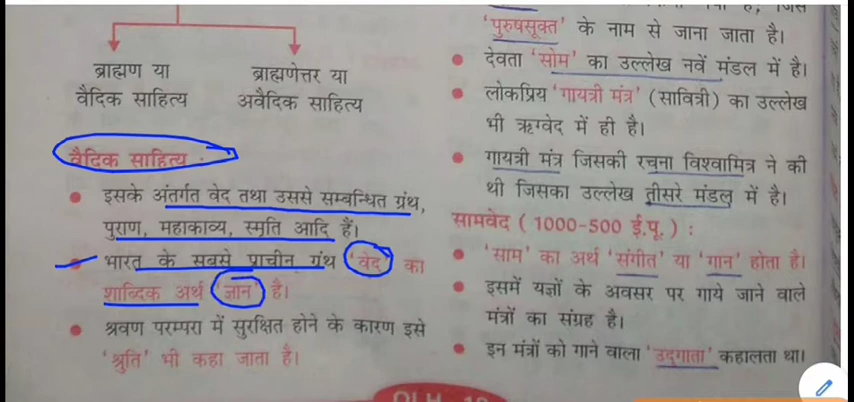 ब्राह्मण या
वैदिक साहित्य
ब्राह्मणेत्तर या
अवैदिक साहित्य
वैदिक साहित्य :
• इसके अंतर्गत वेद तथा उससे सम्बन्धित ग्रंथ,
पुराण, महाकाव्य, स्मृति आदि हैं।
• भारत के सबसे प्राचीन ग्रंथ 'वेद' का
शाब्दिक अर्थ 'ज्ञान' है।
• श्रवण परम्परा में सुरक्षित होने के कारण इसे
'श्रुति' भी कहा जाता है।
'पुरुषसूक्त' के नाम से जाना जाता है।
• देवता 'सोम' का उल्लेख नवें मंडल में है।
• लोकप्रिय 'गायत्री मंत्र' (सावित्री) का उल्लेख
भी ऋग्वेद में ही है।
• गायत्री मंत्र जिसकी रचना विश्वामित्र ने की
थी जिसका उल्लेख तीसरे मंडल में है।
सामवेद (1000-500 ई.पू.) :
• 'साम' का अर्थ 'संगीत' या 'गान' होता है।
• इसमें यज्ञों के अवसर पर गाये जाने वाले
मंत्रों का संग्रह है।
• इन मंत्रों को गाने वाला 'उद्गाता' कहालता था।